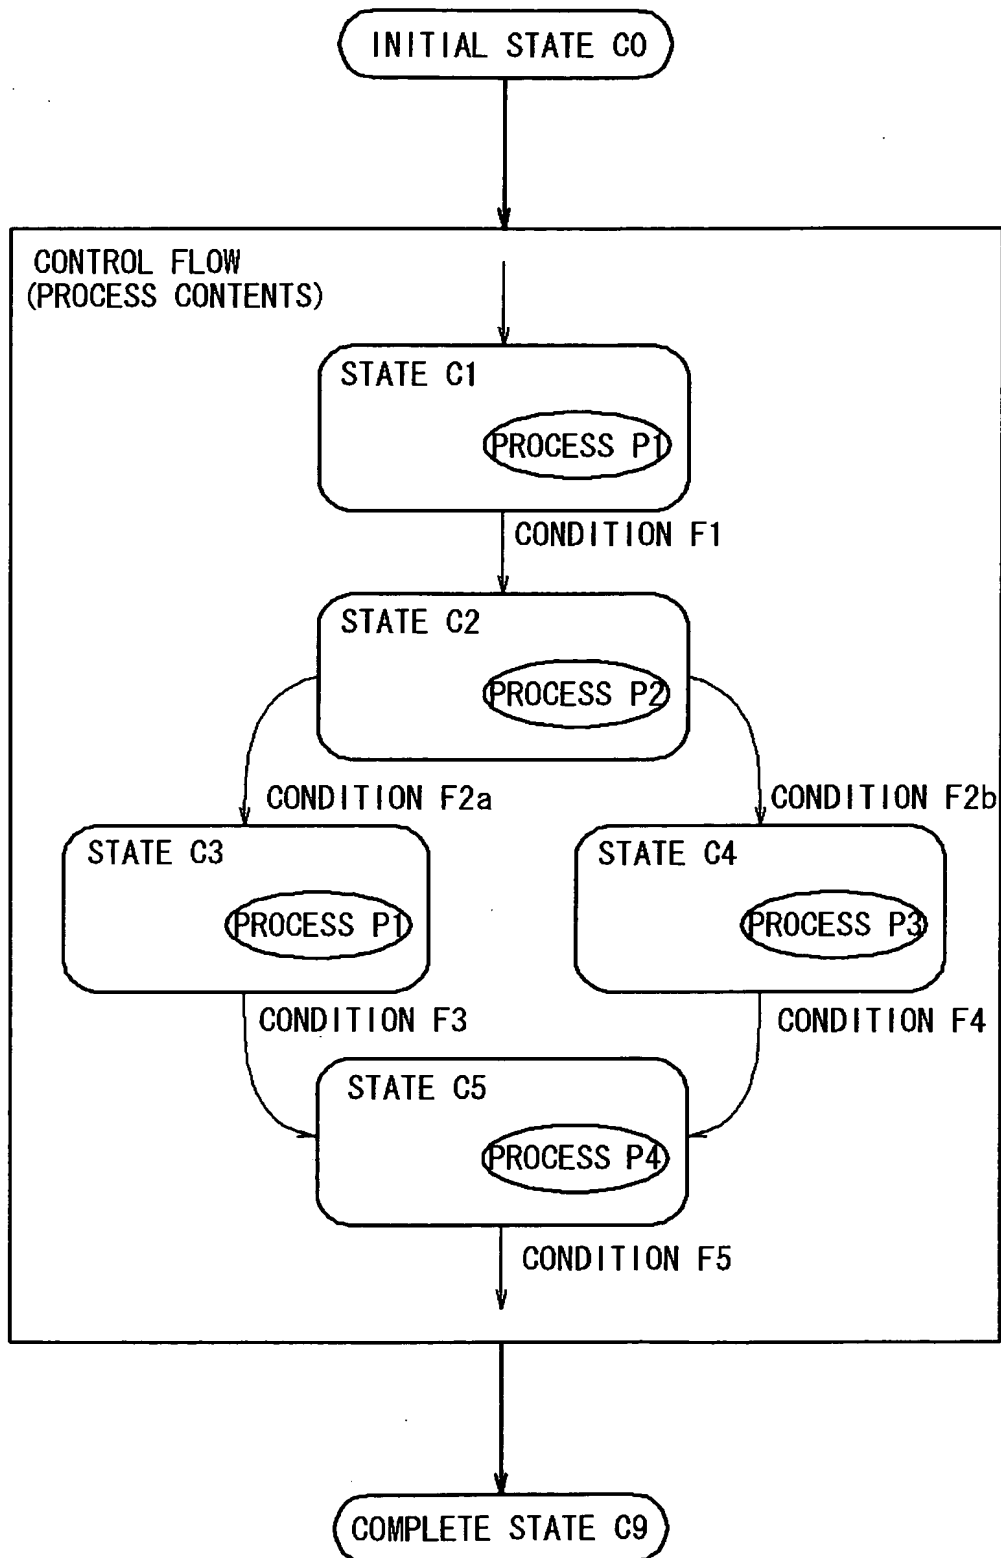 INITIAL STATE C0
CONTROL FLOW
(PROCESS CONTENTS)
STATE C1
PROCESS P1
CONDITION F1
STATE C2
PROCESS P2
CONDITION F2a
CONDITION F2b
STATE C3
STATE C4
PROCESS P1
PROCESS P3
CONDITION F3
CONDITION F4
STATE C5
PROCESS P4
CONDITION F5
COMPLETE STATE C9